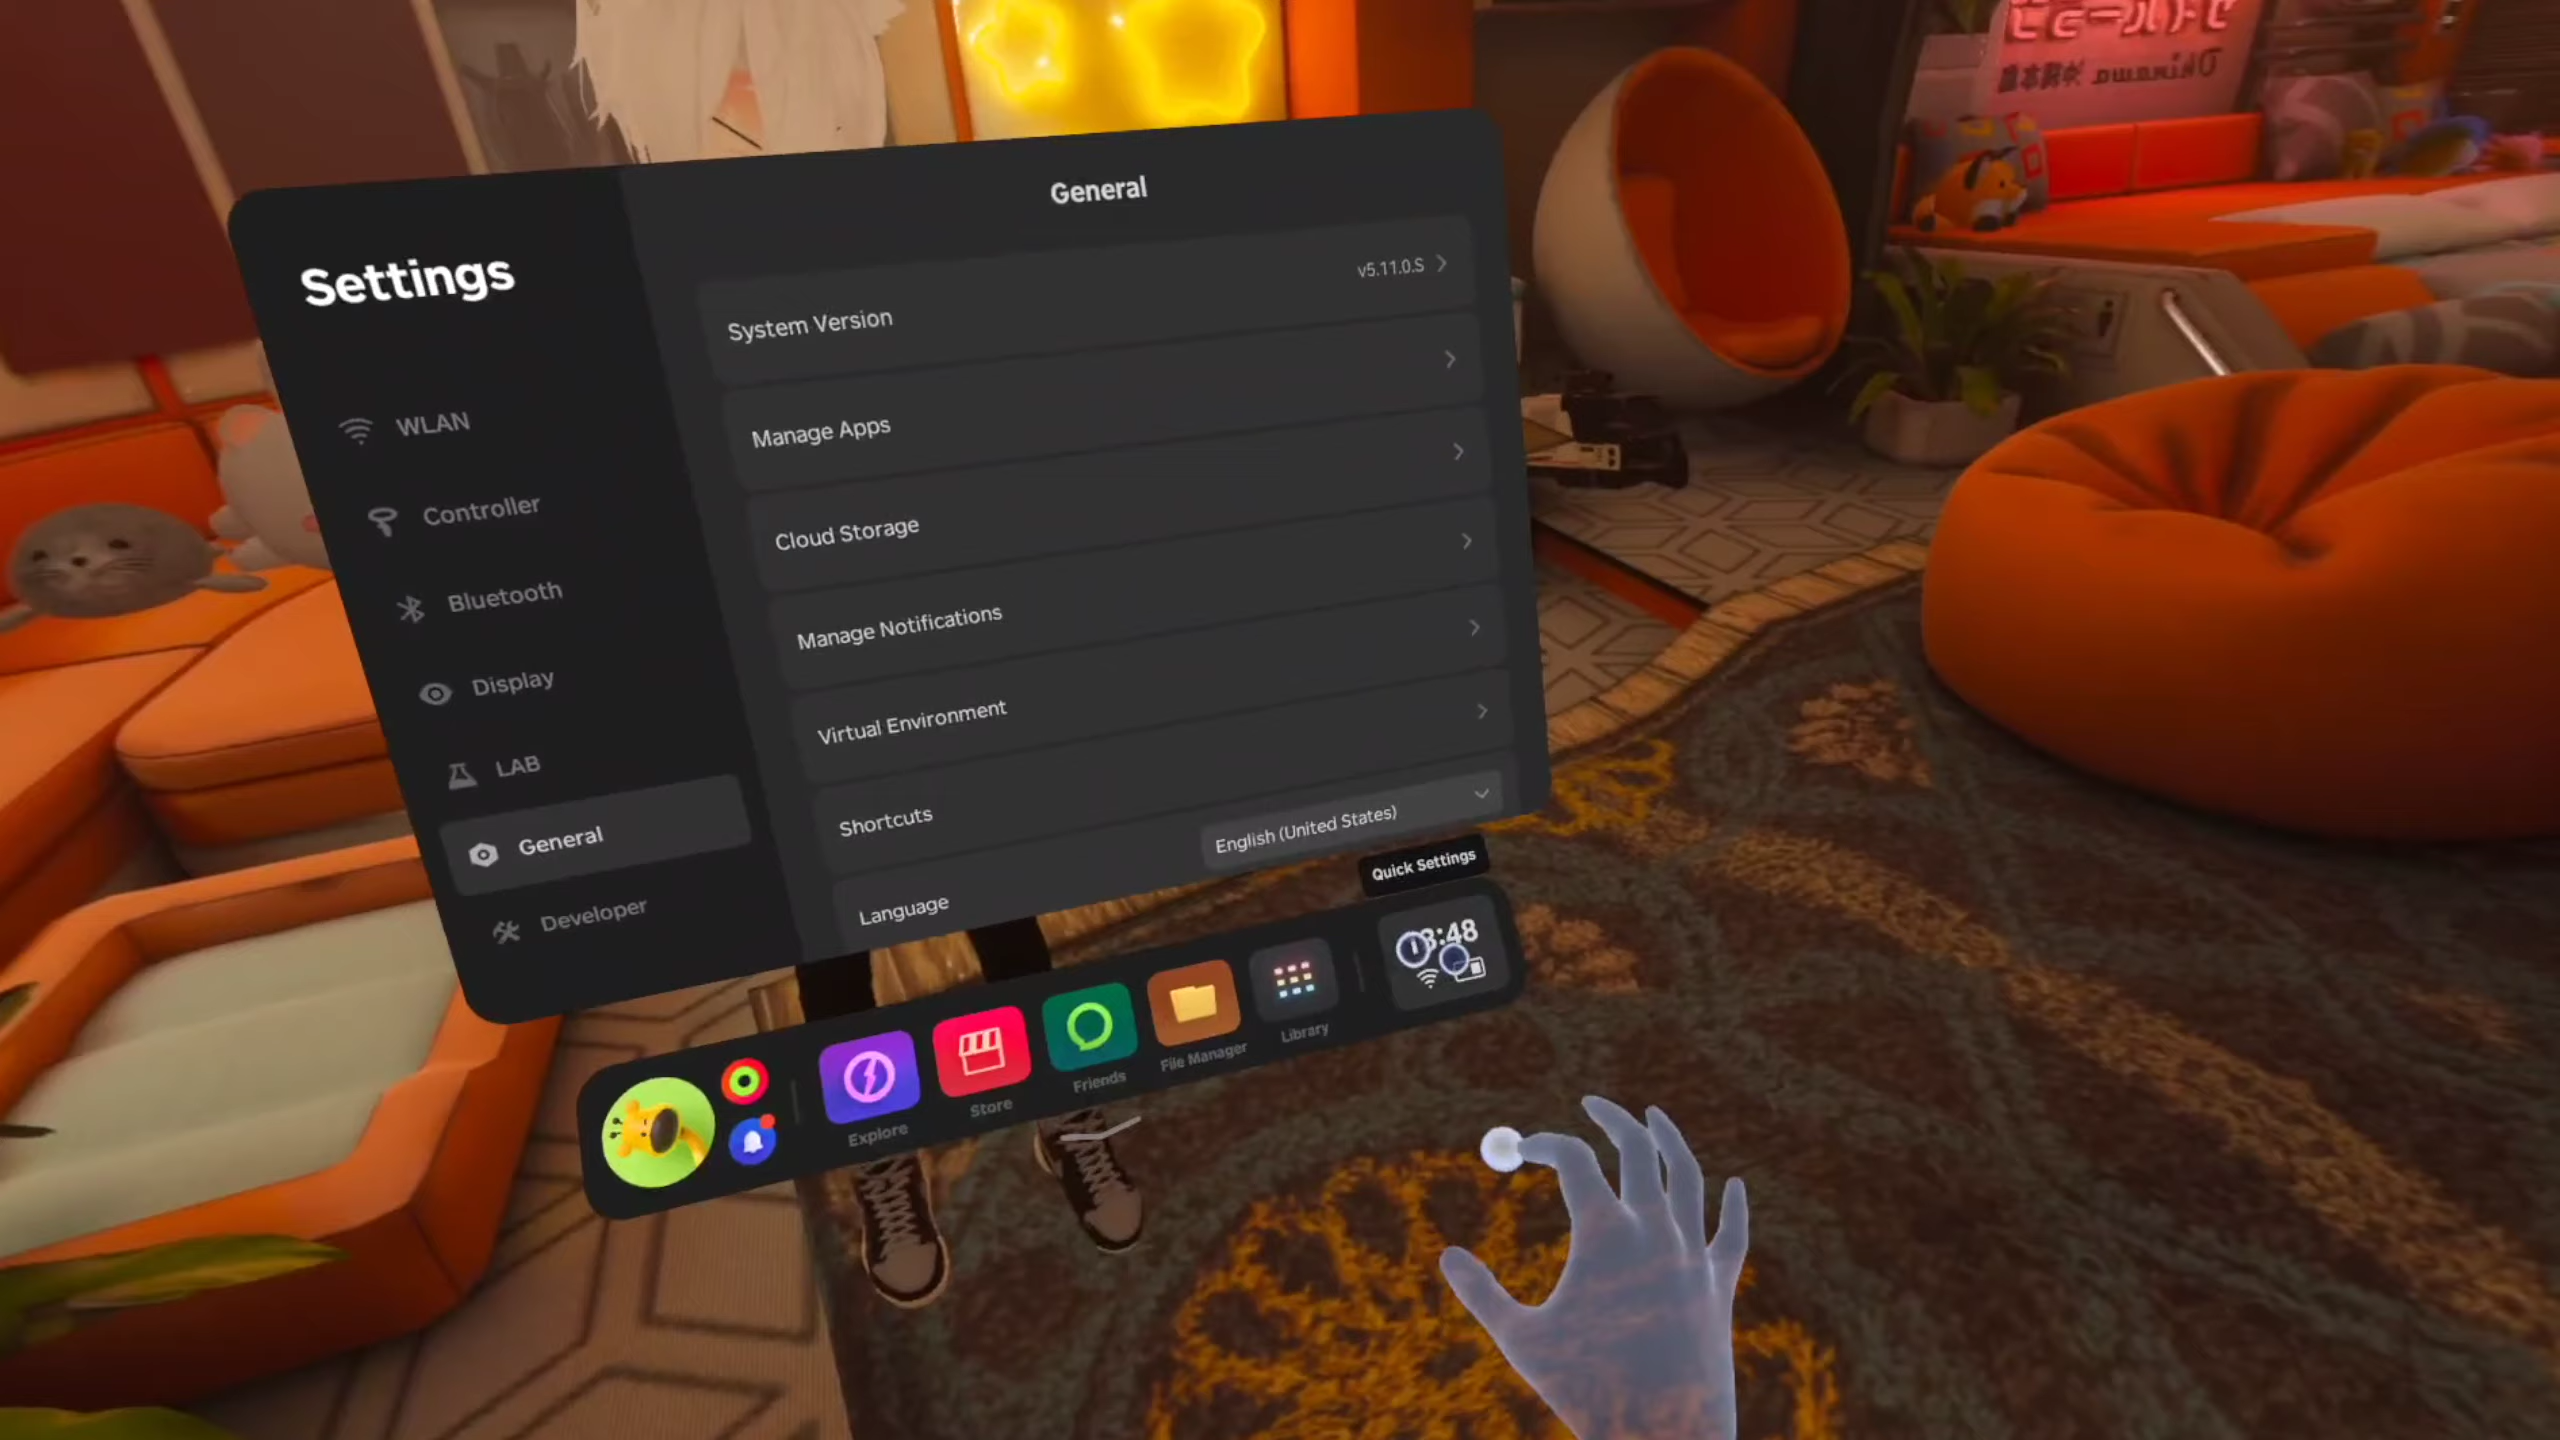 General
Settings
System Version
v5.11.0.S
WLAN
Manage Apps
Controller
Cloud Storage
Bluetooth
Manage Notifications
Display
Virtual Environment
LAB
Shortcuts
English (United States)
General
Language
Quick Settings
Developer
Explore
Store
Friends
File Manager
Library